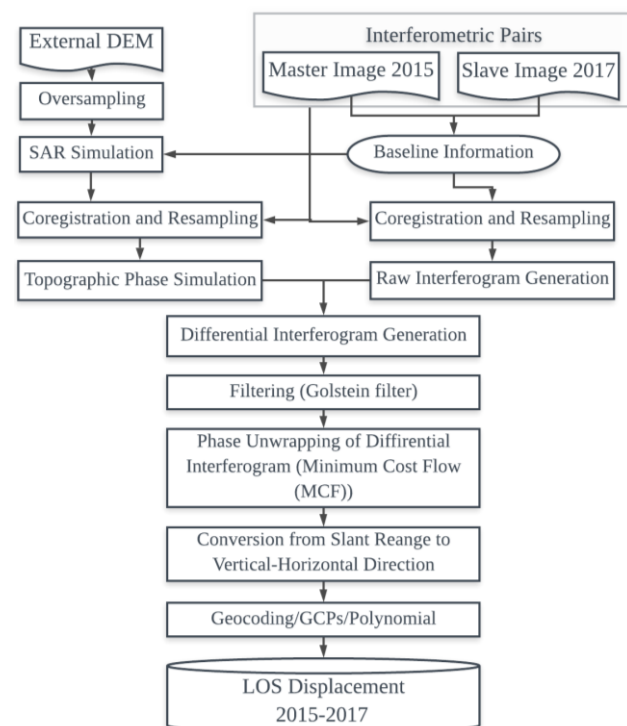 External DEM
Interferometric Pairs
Master Image 2015
Slave Image 2017
Oversampling
SAR Simulation
Baseline Information
Coregistration and Resampling
Coregistration and Resampling
Topographic Phase Simulation
Raw Interferogram Generation
Differential Interferogram Generation
Filtering (Golstein filter)
Phase Unwrapping of Diffirential
Interferogram (Minimum Cost Flow
(MCF))
Conversion from Slant Reange to
Vertical-Horizontal Direction
Geocoding/GCPs/Polynomial
LOS Displacement
2015-2017